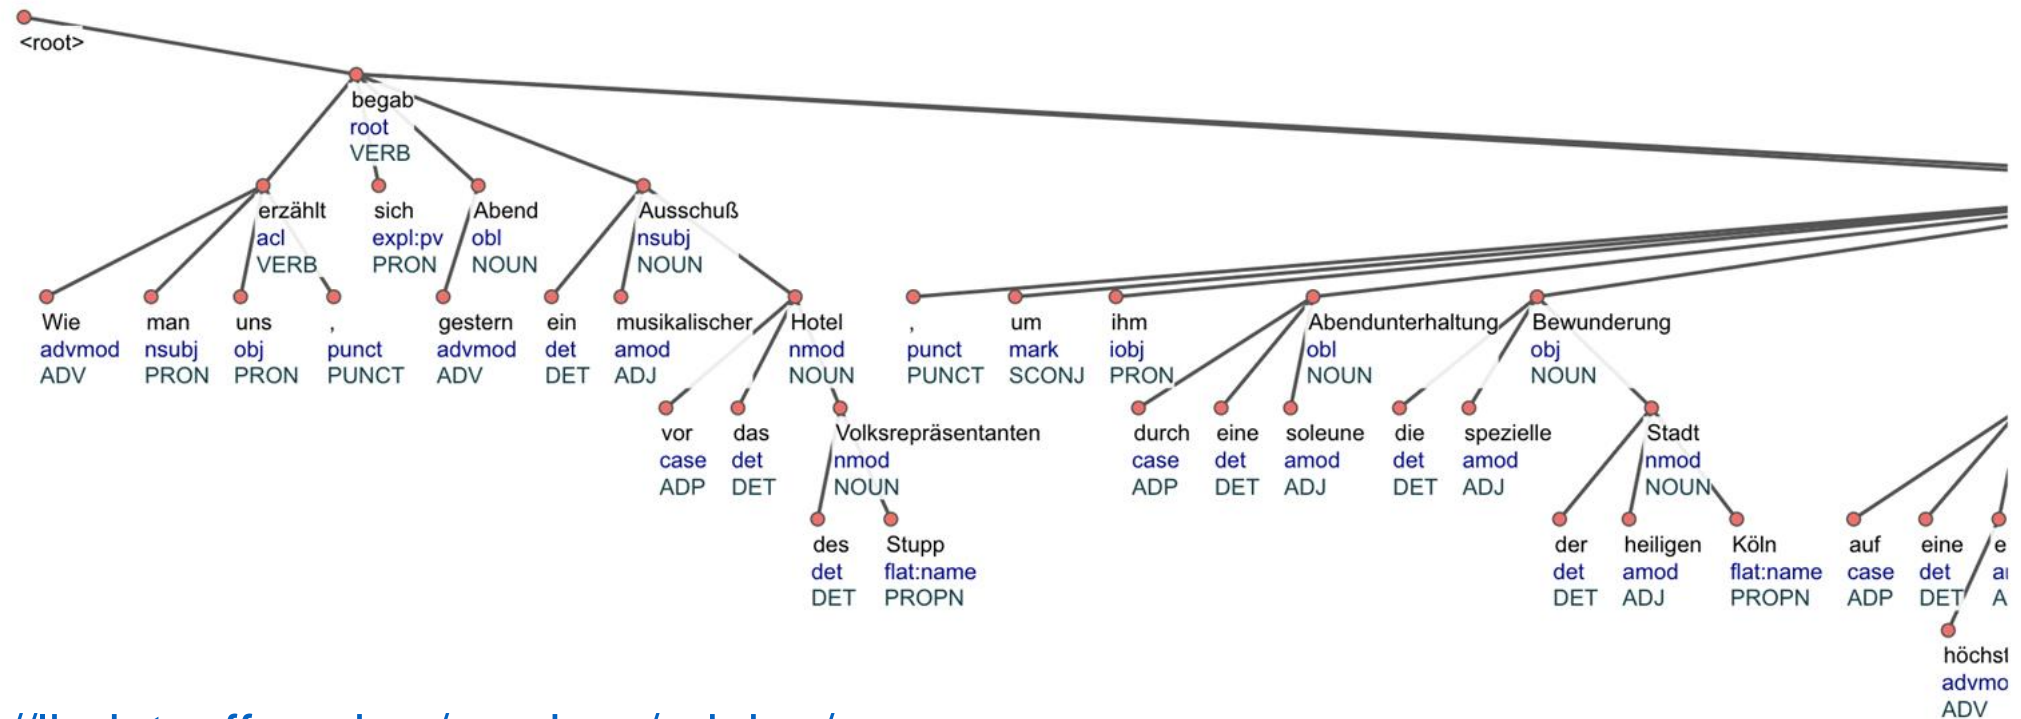 <root>
begab
root
VERB
erzählt sich Abend Ausschuß
acl expl:pv obl nsubj
VERB PRON NOUN NOUN
Wie man uns , gestern ein musikalischer Hotel , um ihm Abendunterhaltung Bewunderung
advmod nsubj obj punct advmod det amod nmod punct mark iobj obl obj
ADV PRON PRON PUNCT ADV DET ADJ NOUN PUNCT SCONJ PRON NOUN NOUN
vor das Volksrepräsentanten durch eine soleune die spezielle Stadt
case det nmod case det amod det amod nmod
ADP DET NOUN ADP DET ADJ DET ADJ NOUN
des Stupp der heiligen Köln auf eine
det flat:name det amod flat:name case det
DET PROPN DET ADJ PROPN ADP DET
höchst
advmo
ADV